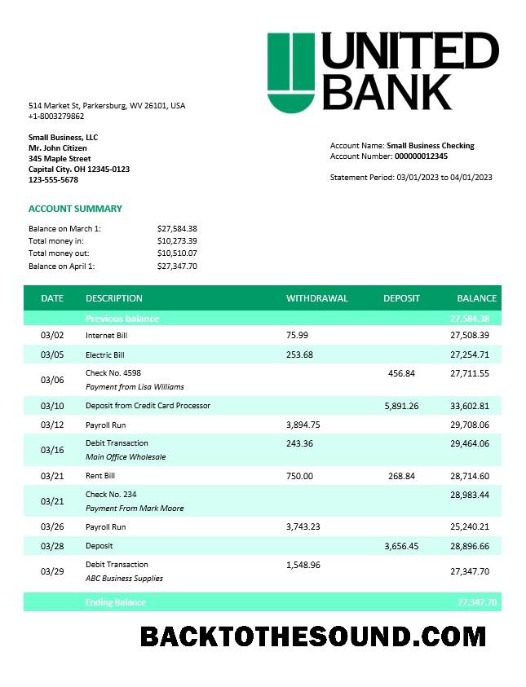 UNITED
BANK
514 Market St, Parkersburg, WV 26101, USA
+1-8003279862
Small Business, LLC
Mr. John Citizen
345 Maple Street
Capital City. OH 12345-0123
123-555-5678
Account Name: Small Business Checking
Account Number: 000000012345
Statement Period: 03/01/2023 to 04/01/2023
ACCOUNT SUMMARY
Balance on March 1: $27,584.38
Total money in: $10,273.39
Total money out: $10,510.07
Balance on April 1: $27,347.70
DATE DESCRIPTION WITHDRAWAL DEPOSIT BALANCE
Previous balance 27,584.38
03/02 Internet Bill 75.99 27,508.39
03/05 Electric Bill 253.68 27,254.71
03/06 Check No. 4598 456.84 27,711.55
Payment from Lisa Williams
03/10 Deposit from Credit Card Processor 5,891.26 33,602.81
03/12 Payroll Run 3,894.75 29,708.06
03/16 Debit Transaction 243.36 29,464.06
Main Office Wholesale
03/21 Rent Bill 750.00 268.84 28,714.60
03/21 Check No. 234 28,983.44
Payment From Mark Moore
03/26 Payroll Run 3,743.23 25,240.21
03/28 Deposit 3,656.45 28,896.66
03/29 Debit Transaction 1,548.96 27,347.70
ABC Business Supplies
Ending Balance 27,347.70
BACKTOTHESOUND.COM